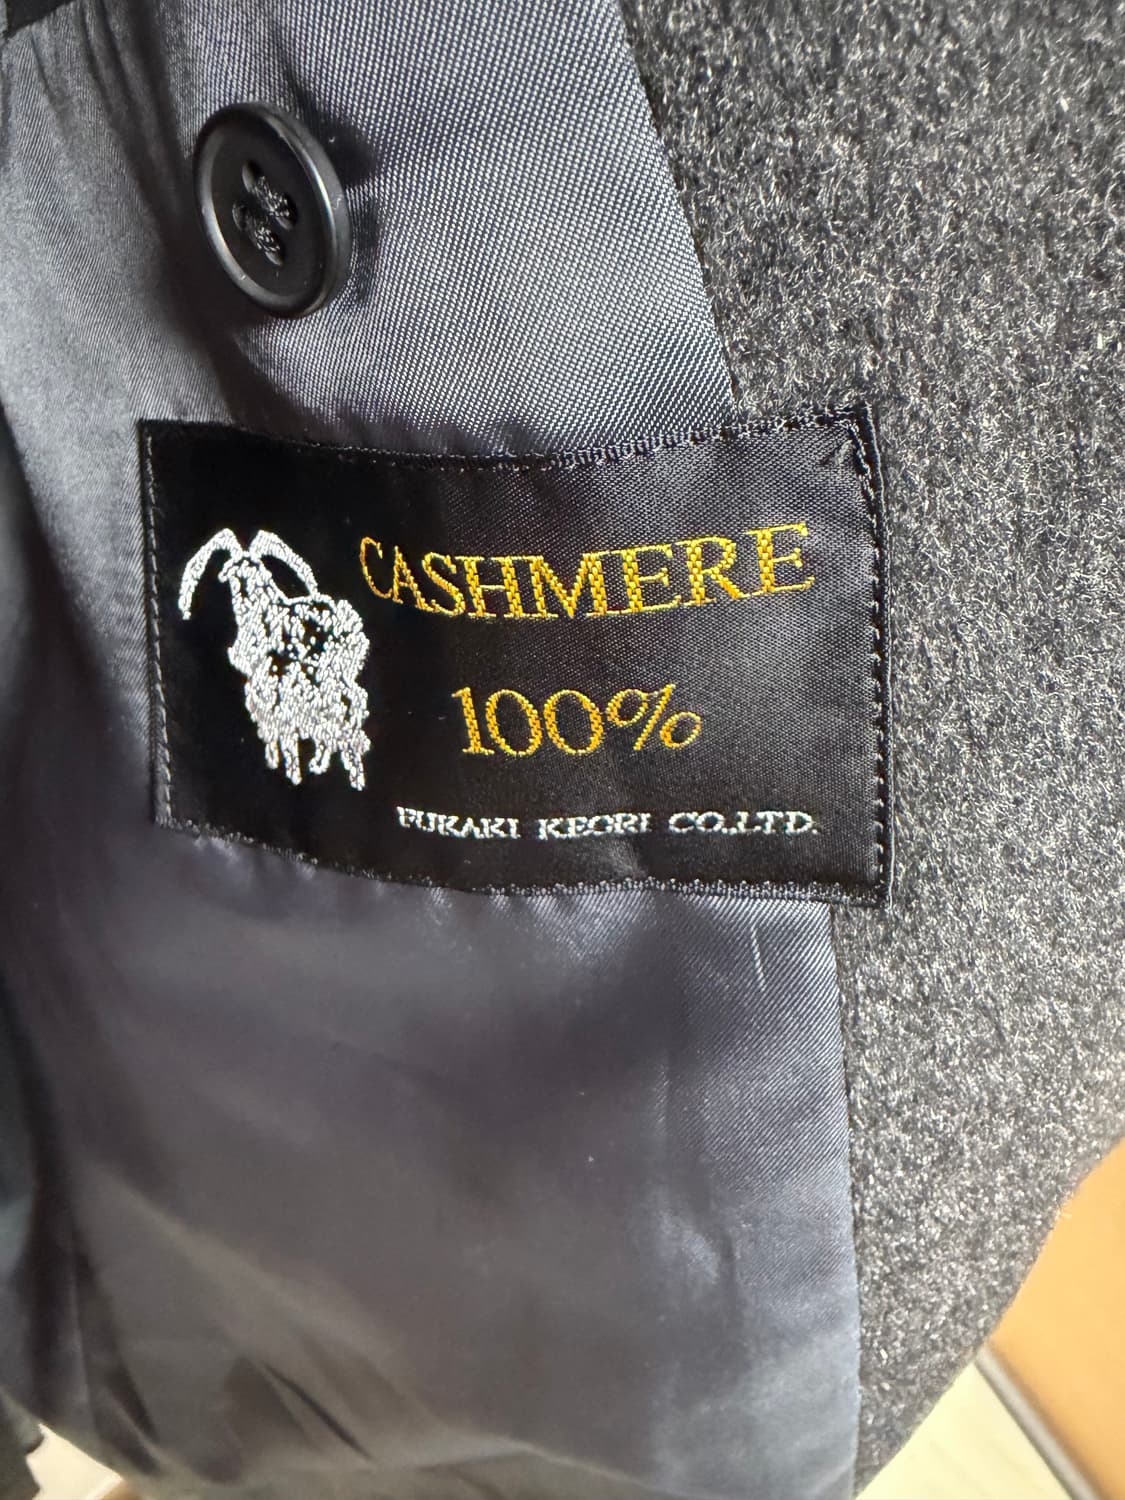 CASHMERE
100%
FUKAKI KEORI CO.,LTD.